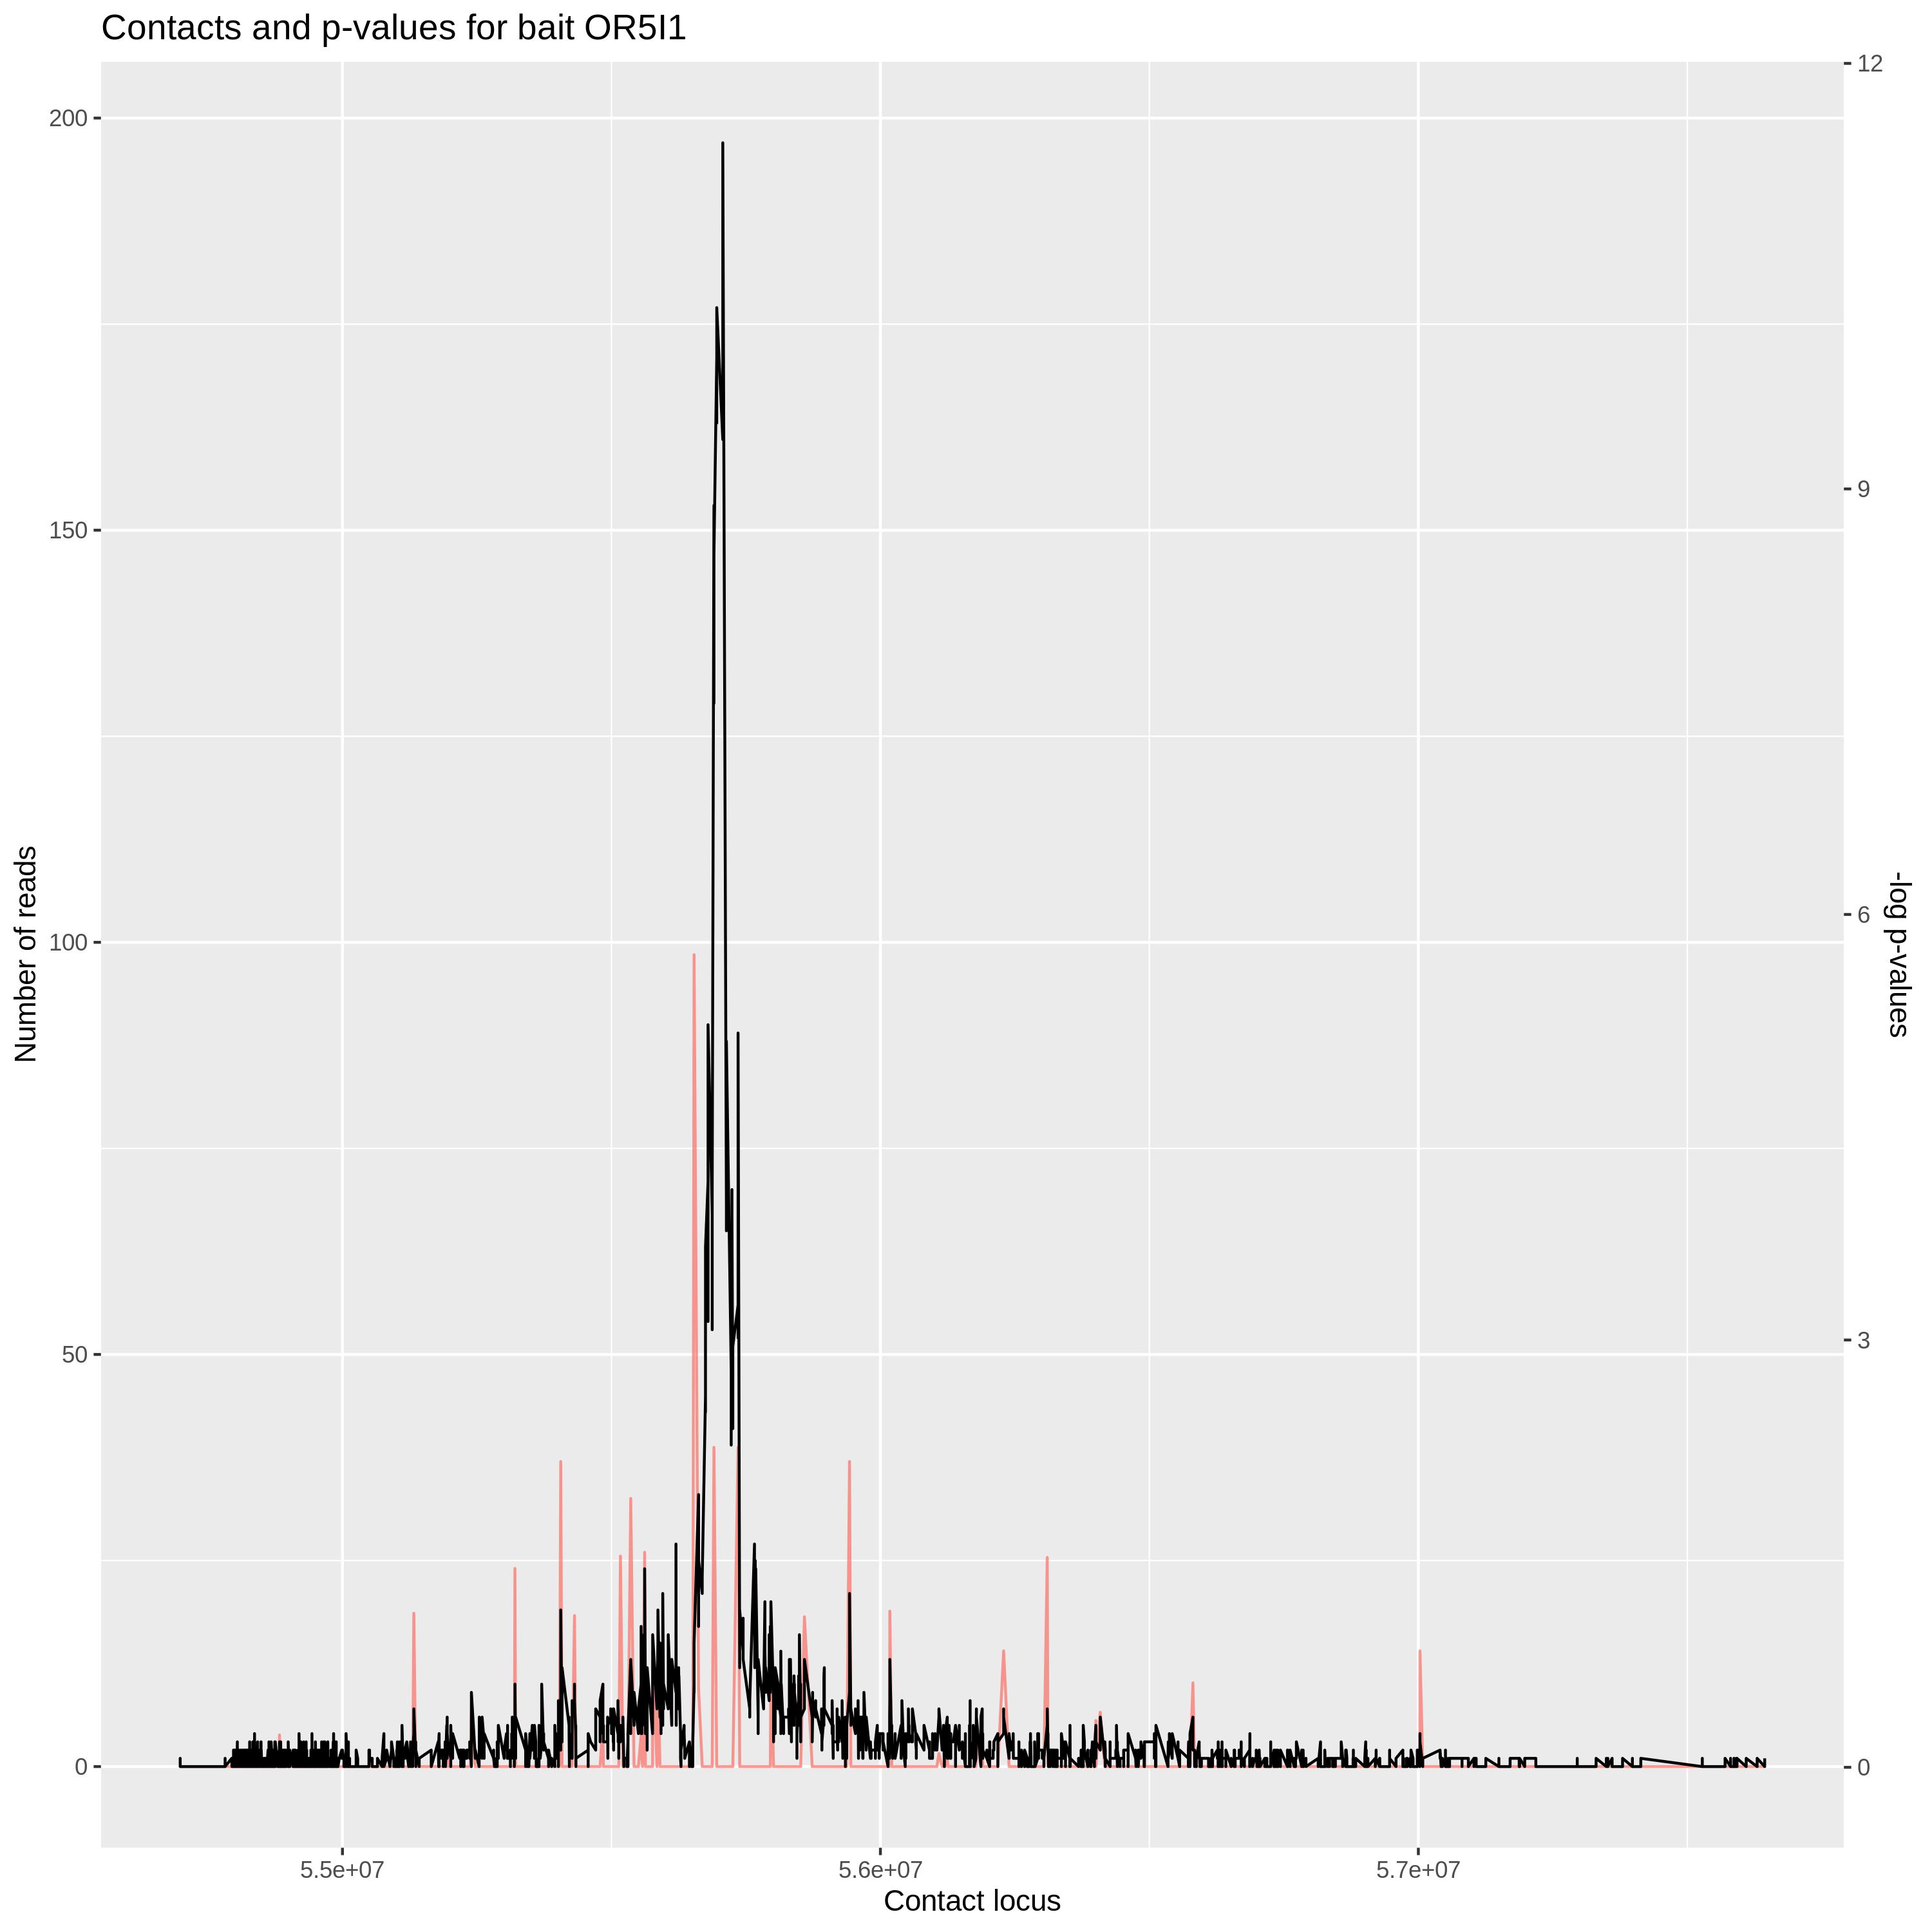 Contacts and p-values for bait OR5I1
200
150
100
50
0
Number of reads
12
9
6
3
0
-log p-values
5.5e+07
5.6e+07
5.7e+07
Contact locus